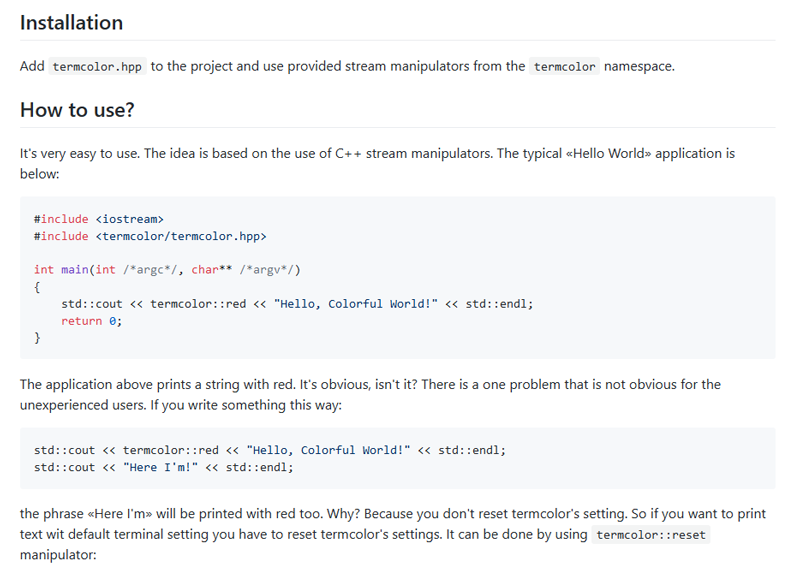 Installation
Add termcolor.hpp to the project and use provided stream manipulators from the termcolor namespace.
How to use?
It's very easy to use. The idea is based on the use of C++ stream manipulators. The typical «Hello World» application is
below:
#include <iostream>
#include <termcolor/termcolor.hpp>
int main(int /*argc*/, char** /*argv*/)
{
    std::cout << termcolor::red << "Hello, Colorful World!" << std::endl;
    return 0;
}
The application above prints a string with red. It's obvious, isn't it? There is a one problem that is not obvious for the
unexperienced users. If you write something this way:
std::cout << termcolor::red << "Hello, Colorful World!" << std::endl;
std::cout << "Here I'm!" << std::endl;
the phrase «Here I'm» will be printed with red too. Why? Because you don't reset termcolor's setting. So if you want to print
text wit default terminal setting you have to reset termcolor's settings. It can be done by using termcolor::reset
manipulator: